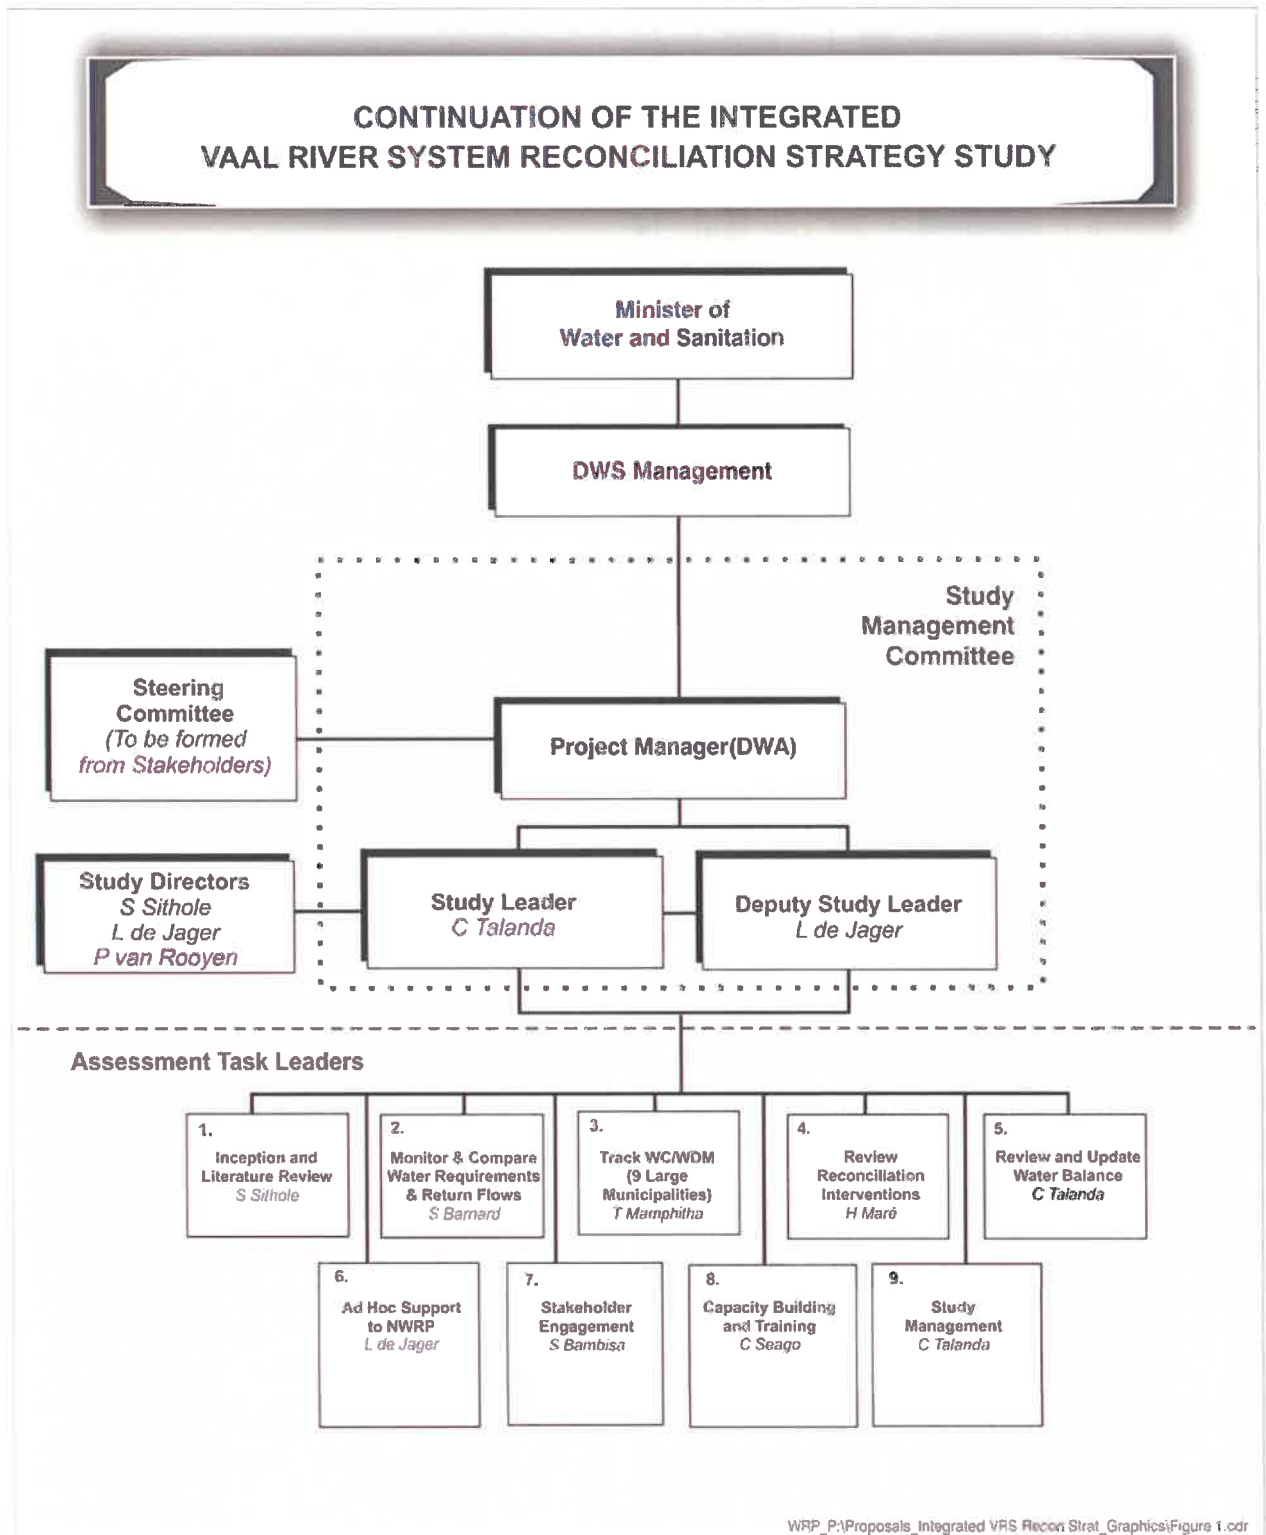 CONTINUATION OF THE INTEGRATED
VAAL RIVER SYSTEM RECONCILIATION STRATEGY STUDY
Minister of
Water and Sanitation
DWS Management
Study
Management
Committee
Steering
Committee
(To be formed
from Stakeholders)
Project Manager(DWA)
Study Directors
S Sithole
L de Jager
P van Rooyen
Study Leader
C Talanda
Deputy Study Leader
L de Jager
Assessment Task Leaders
1.
Inception and
Literature Review
S Sithole
2.
Monitor & Compare
Water Requirements
& Return Flows
S Barnard
3.
Track WC/WDM
(9 Large
Municipalities)
T Mamphitha
4.
Review
Reconciliation
Interventions
H Maré
5.
Review and Update
Water Balance
C Talanda
6.
Ad Hoc Support
to NWRP
L de Jager
7.
Stakeholder
Engagement
S Bambisa
8.
Capacity Building
and Training
C Seago
9.
Study
Management
C Talanda
WRP_P:\Proposals_Integrated VRS Recon Strat_Graphics\Figure 1.cdr